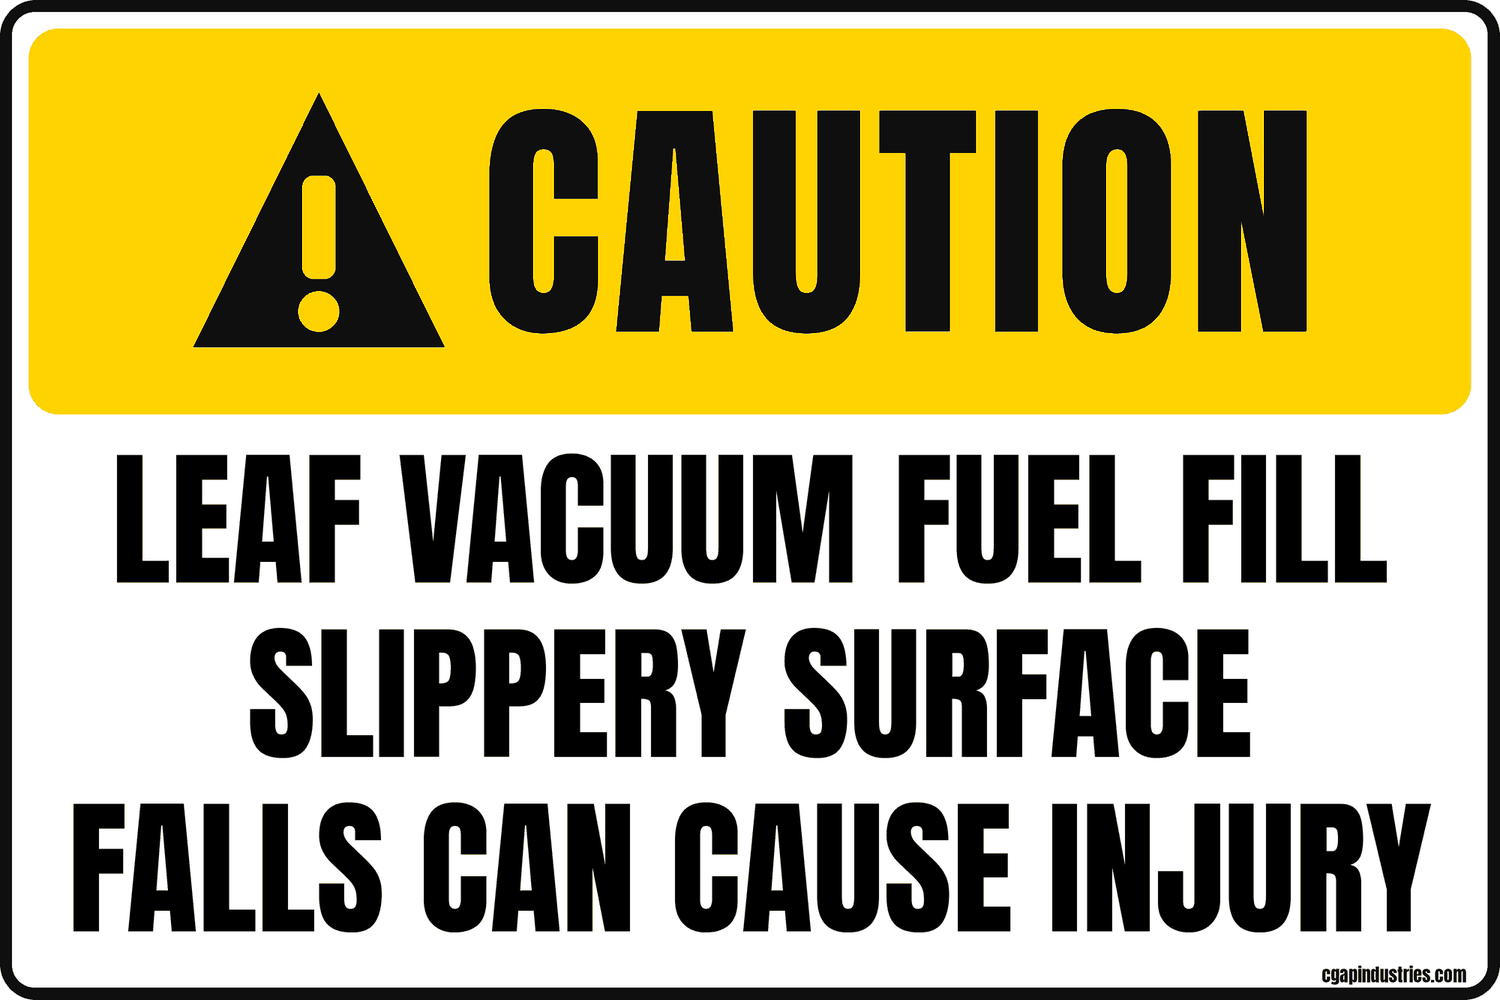 CAUTION
LEAF VACUUM FUEL FILL
SLIPPERY SURFACE
FALLS CAN CAUSE INJURY
cgapindustries.com